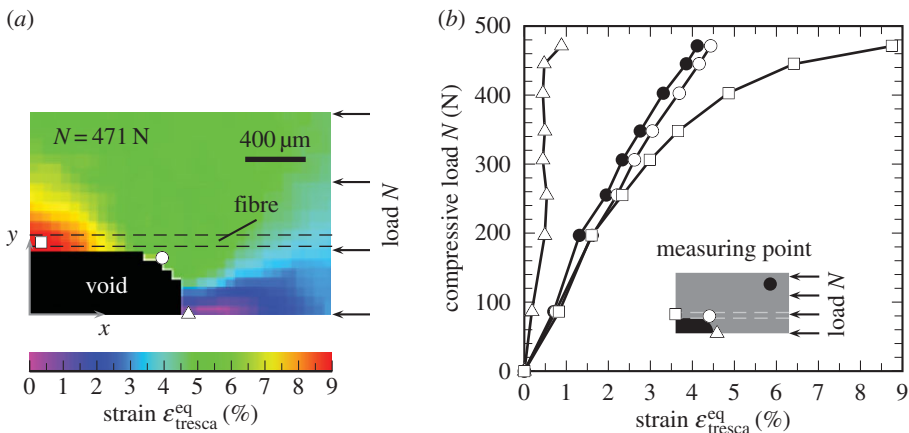 (a)
N = 471 N
400 µm
fibre
load N
y
void
x
0 1 2 3 4 5 6 7 8 9
strain ε^eq_tresca (%)
(b)
500
400
300
200
100
0
compressive load N (N)
measuring point
load N
0 1 2 3 4 5 6 7 8 9
strain ε^eq_tresca (%)